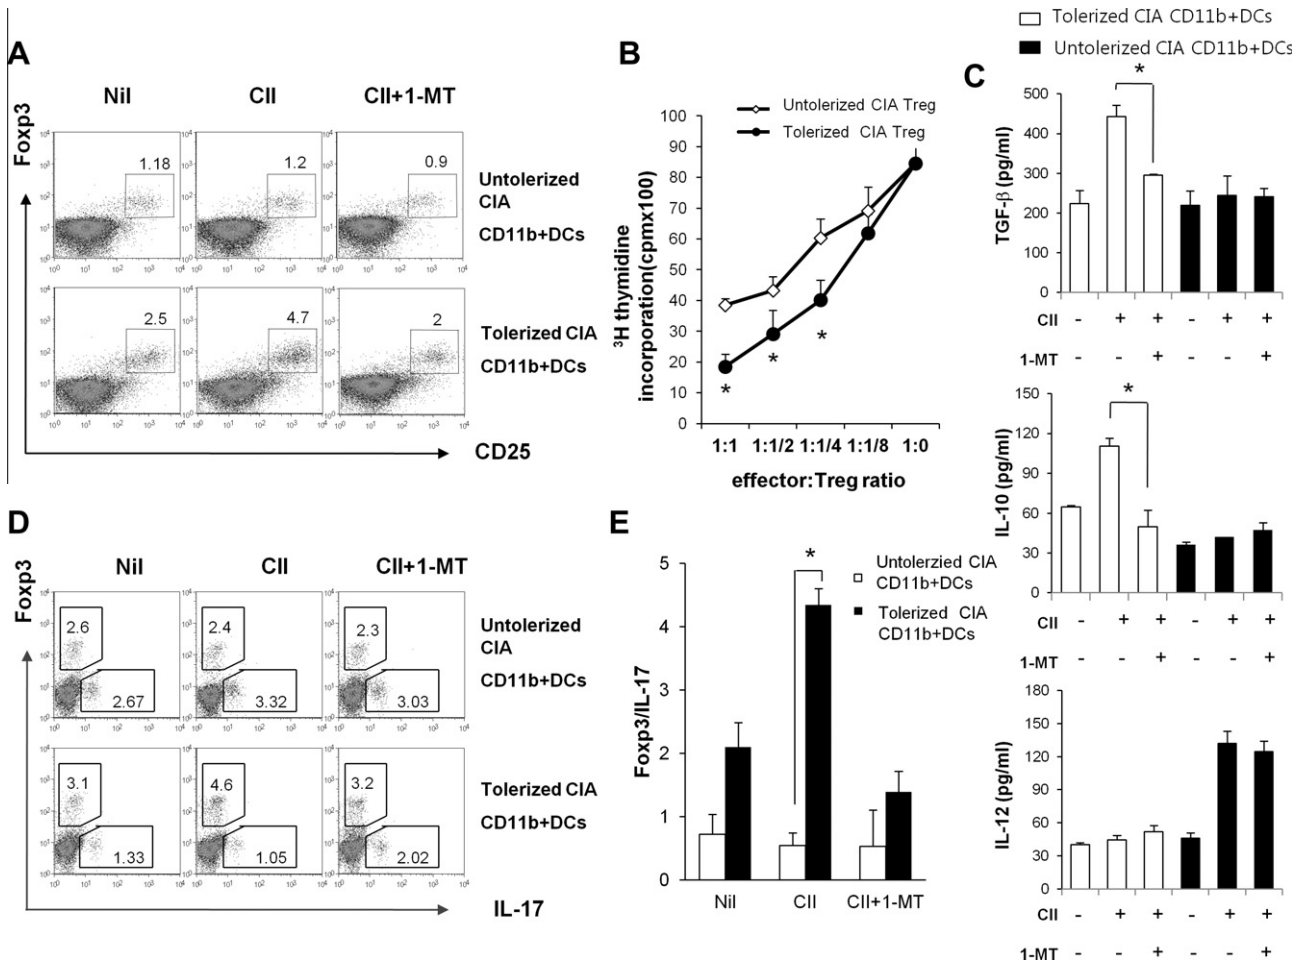 A
Nil CII CII+1-MT
Foxp3
1.18 1.2 0.9
Untolerized
CIA
CD11b+DCs
2.5 4.7 2
Tolerized CIA
CD11b+DCs
CD25
B
Untolerized CIA Treg
Tolerized CIA Treg
³H thymidine
incorporation(cpmx100)
100
90
80
70
60
50
40
30
20
10
0
* * *
1:1 1:1/2 1:1/4 1:1/8 1:0
effector:Treg ratio
Tolerized CIA CD11b+DCs
Untolerized CIA CD11b+DCs
C
TGF-β (pg/ml)
500
400
300
200
100
0
*
CII - + + - + +
1-MT - - + - - +
IL-10 (pg/ml)
150
120
90
60
30
0
*
CII - + + - + +
1-MT - - + - - +
IL-12 (pg/ml)
180
150
120
90
60
30
0
CII - + + - + +
1-MT - - + - - +
D
Nil CII CII+1-MT
Foxp3
2.6 2.4 2.3
2.67 3.32 3.03
Untolerized
CIA
CD11b+DCs
3.1 4.6 3.2
1.33 1.05 2.02
Tolerized CIA
CD11b+DCs
IL-17
E
Foxp3/IL-17
5
4
3
2
1
0
*
Untolerzied CIA
CD11b+DCs
Tolerized CIA
CD11b+DCs
Nil CII CII+1-MT